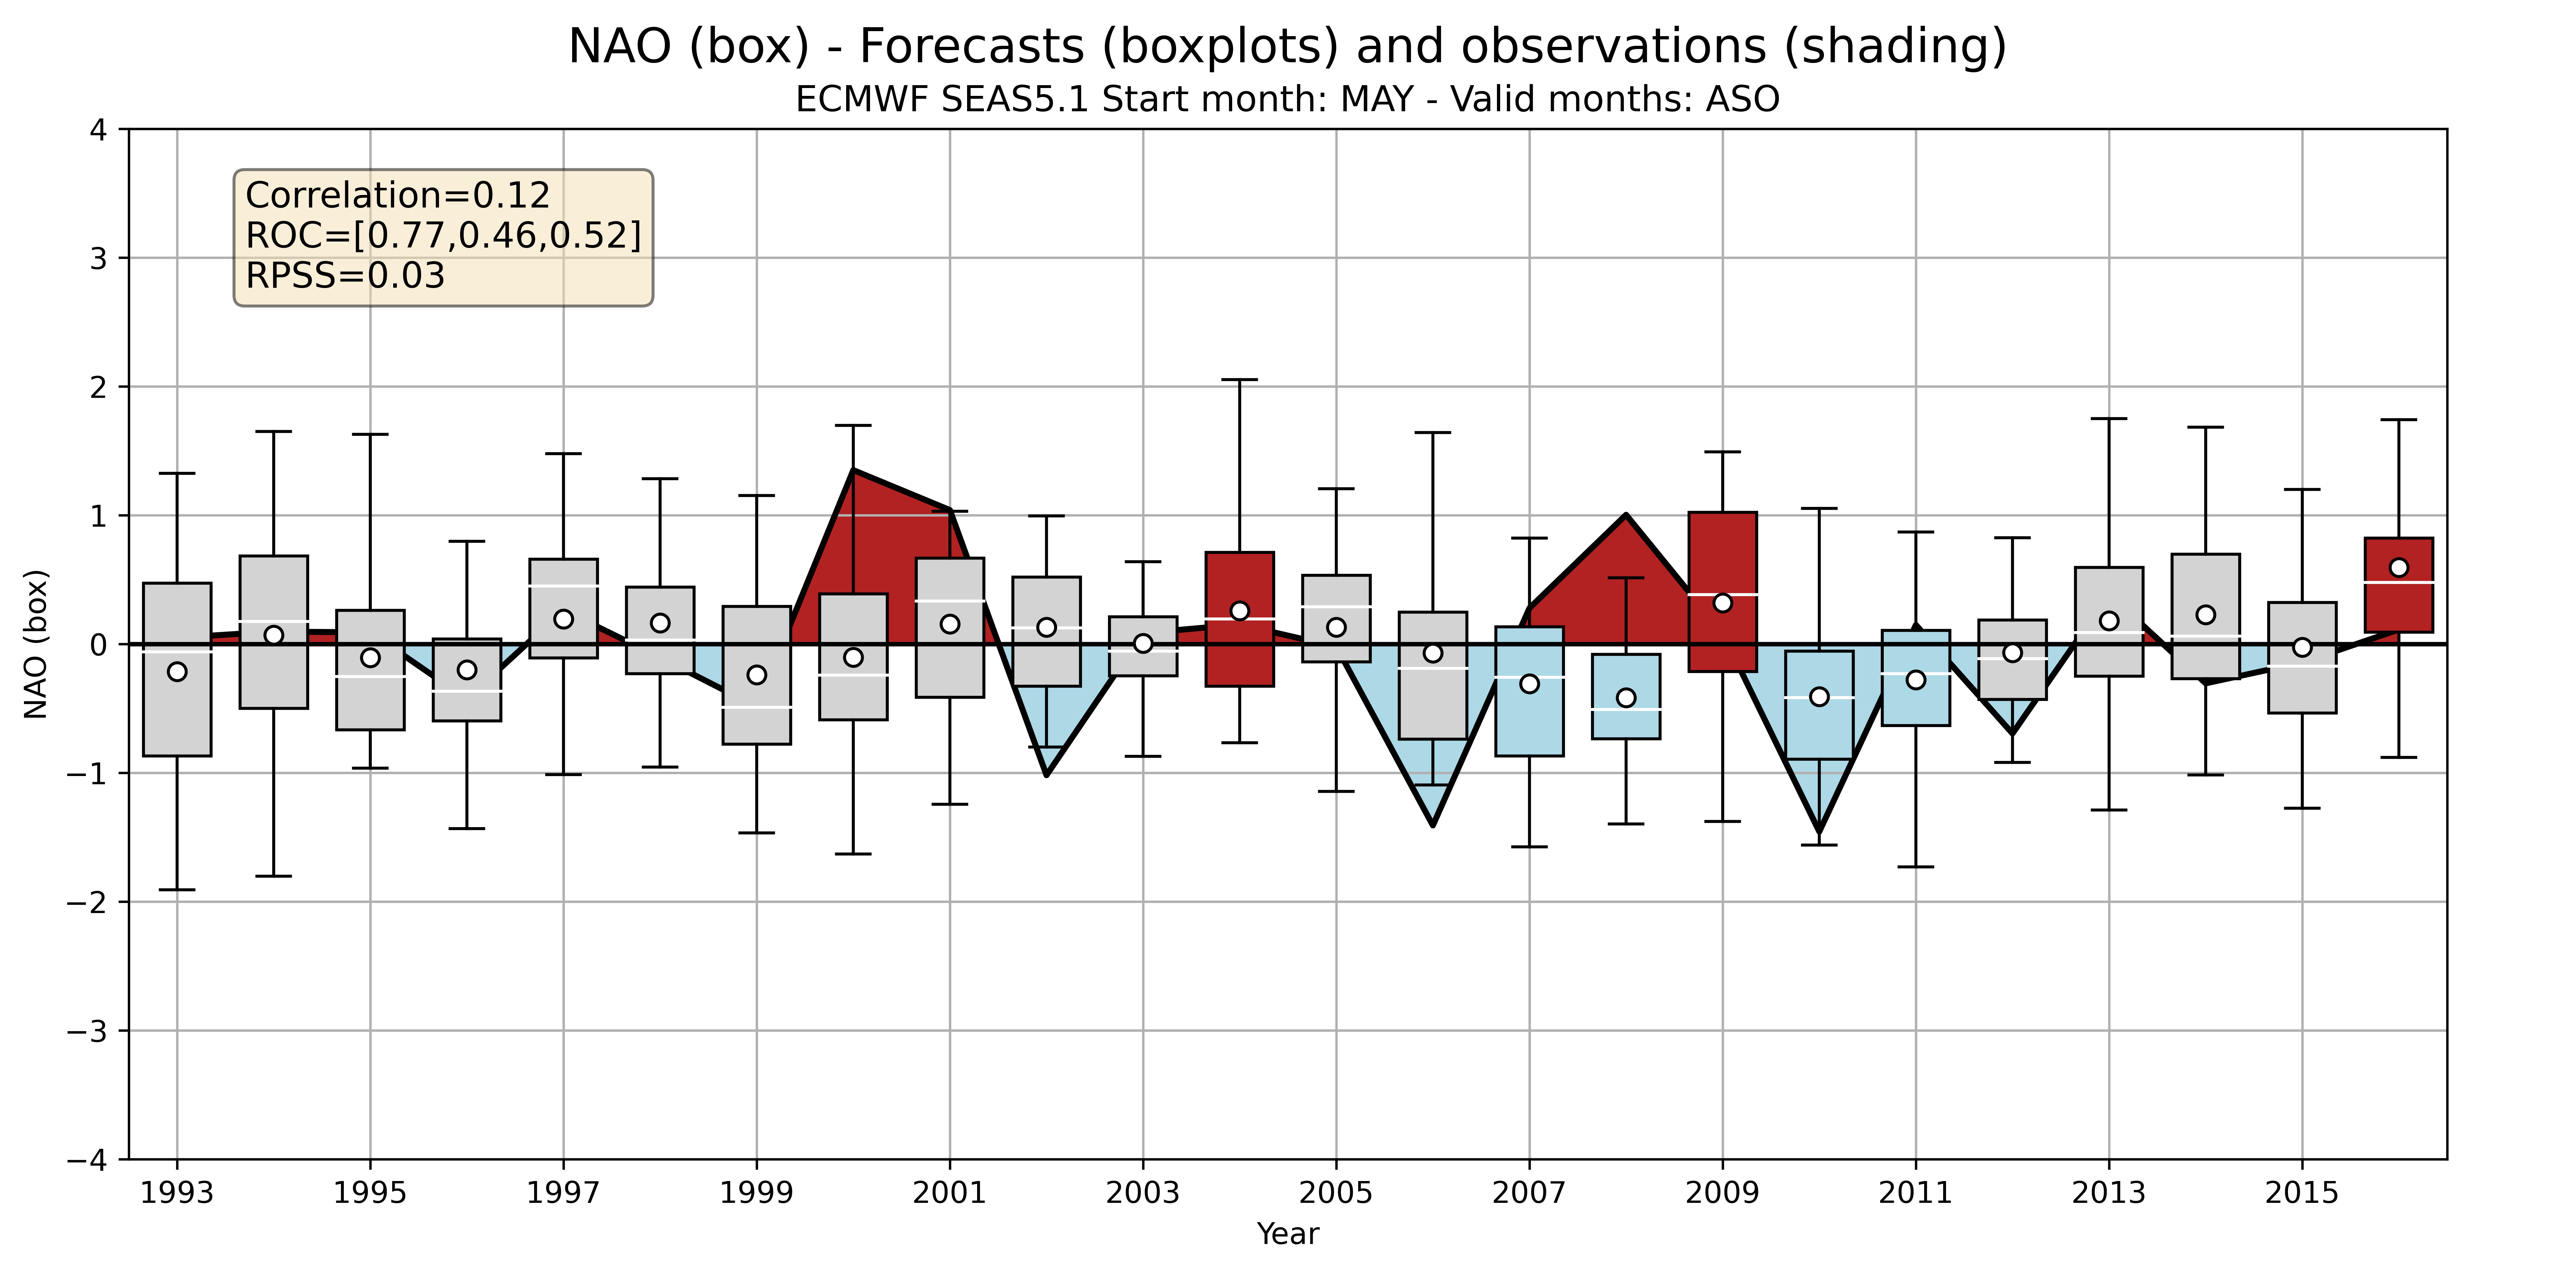 NAO (box) - Forecasts (boxplots) and observations (shading)
ECMWF SEAS5.1 Start month: MAY - Valid months: ASO
Correlation=0.12
ROC=[0.77,0.46,0.52]
RPSS=0.03
NAO (box)
4
3
2
1
0
−1
−2
−3
−4
1993 1995 1997 1999 2001 2003 2005 2007 2009 2011 2013 2015
Year